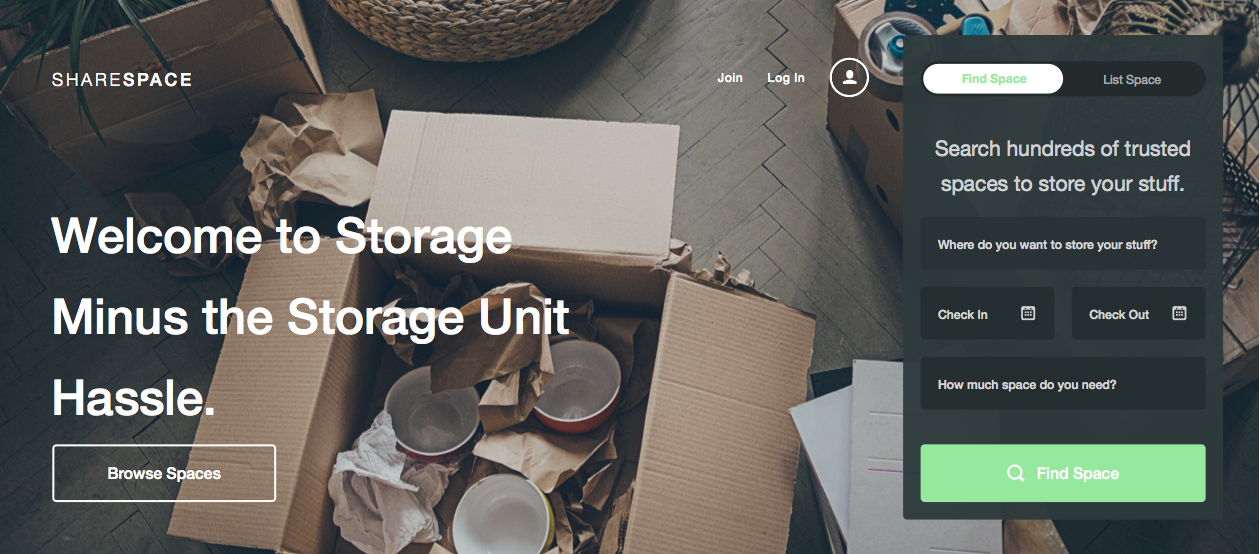 SHARESPACE
Join
Log In
Welcome to Storage
Minus the Storage Unit
Hassle.
Browse Spaces
Find Space
List Space
Search hundreds of trusted
spaces to store your stuff.
Where do you want to store your stuff?
Check In
Check Out
How much space do you need?
Find Space